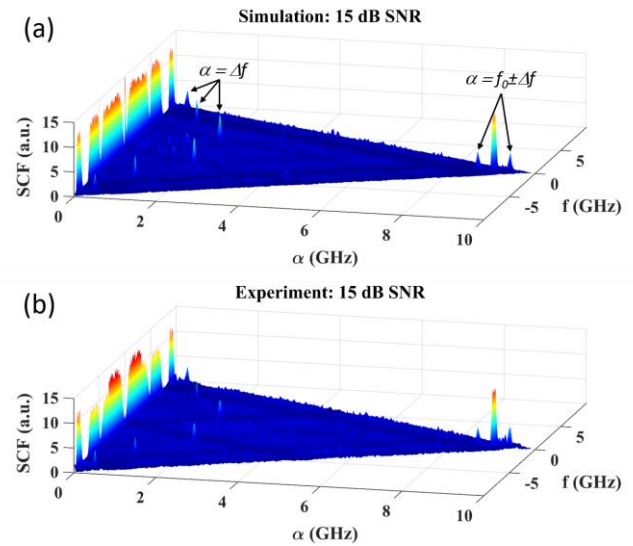 (a)
Simulation: 15 dB SNR
α = Δf
α = f₀±Δf
15
10
5
0
SCF (a.u.)
0
2
4
6
8
10
α (GHz)
5
0
-5
f (GHz)
(b)
Experiment: 15 dB SNR
15
10
5
0
SCF (a.u.)
0
2
4
6
8
10
α (GHz)
5
0
-5
f (GHz)